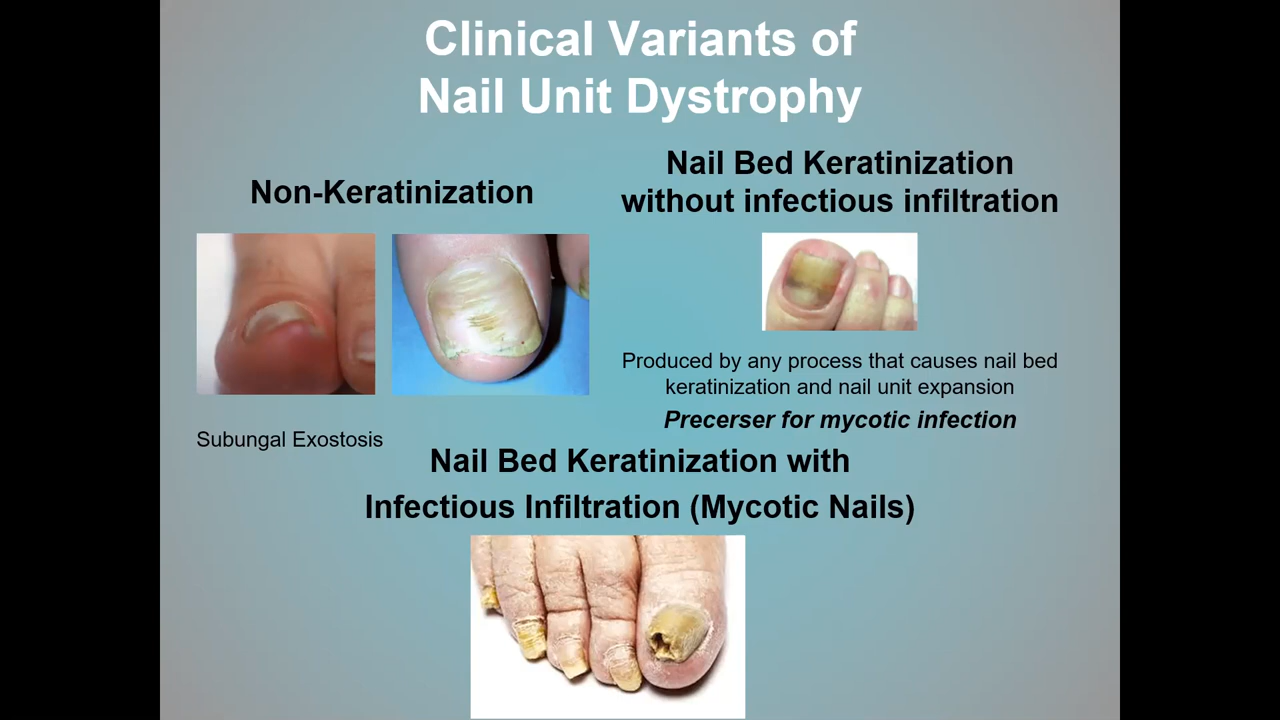 Clinical Variants of
Nail Unit Dystrophy
Non-Keratinization
Subungal Exostosis
Nail Bed Keratinization
without infectious infiltration
Produced by any process that causes nail bed
keratinization and nail unit expansion
Precerser for mycotic infection
Nail Bed Keratinization with
Infectious Infiltration (Mycotic Nails)